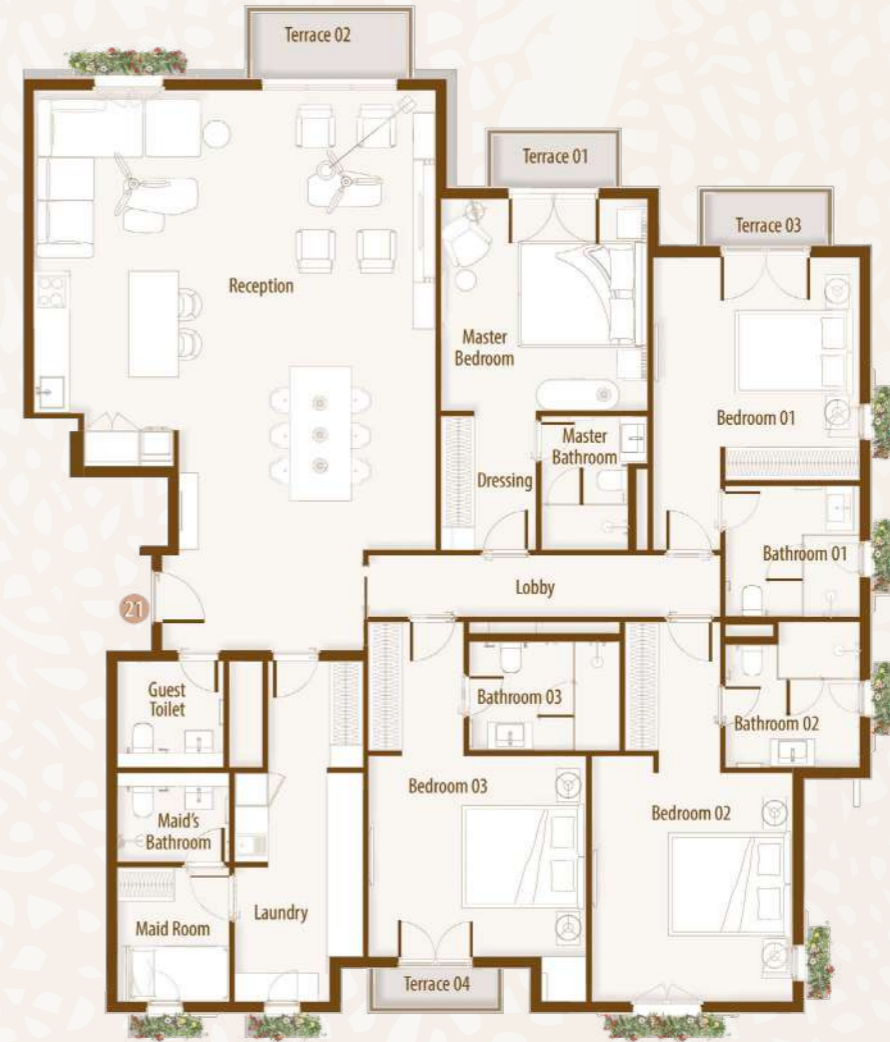 Terrace 02
Terrace 01
Terrace 03
Reception
Master
Bedroom
Bedroom 01
Master
Bathroom
Dressing
Bathroom 01
Lobby
21
Guest
Toilet
Bathroom 03
Bathroom 02
Bedroom 03
Bedroom 02
Maid's
Bathroom
Laundry
Maid Room
Terrace 04